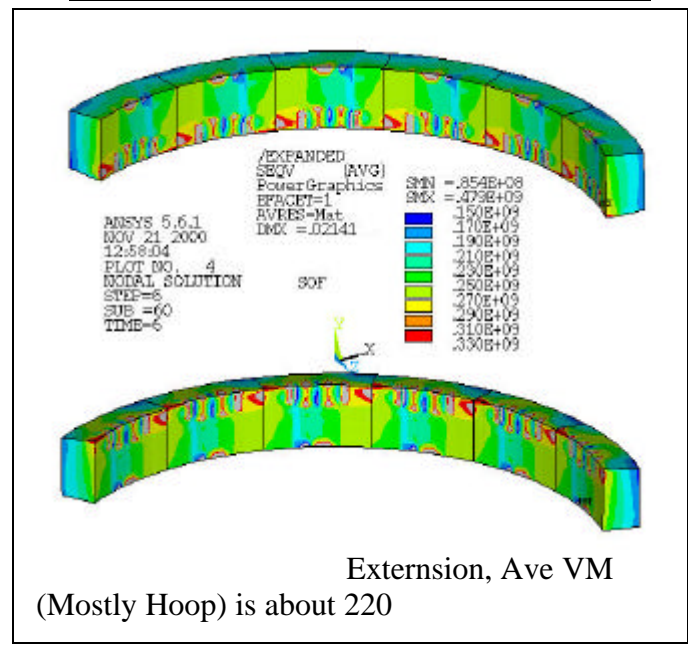 /EXPANDED
SEQV (AVG)
PowerGraphics
EFACET=1
AVRES=Mat
DMX =.02141
SMN =.854E+08
SMX =.479E+09
.150E+09
.170E+09
.190E+09
.210E+09
.230E+09
.250E+09
.270E+09
.290E+09
.310E+09
.330E+09
ANSYS 5.6.1
NOV 21 2000
12:58:04
PLOT NO. 4
NODAL SOLUTION
STEP=6
SUB =60
TIME=6
SOF
Y
X
Z
Externsion, Ave VM
(Mostly Hoop) is about 220